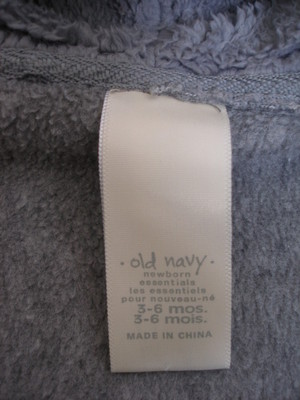 · old navy ·
newborn
essentials
les essentiels
pour nouveau-né
3-6 mos.
3-6 mois.
MADE IN CHINA